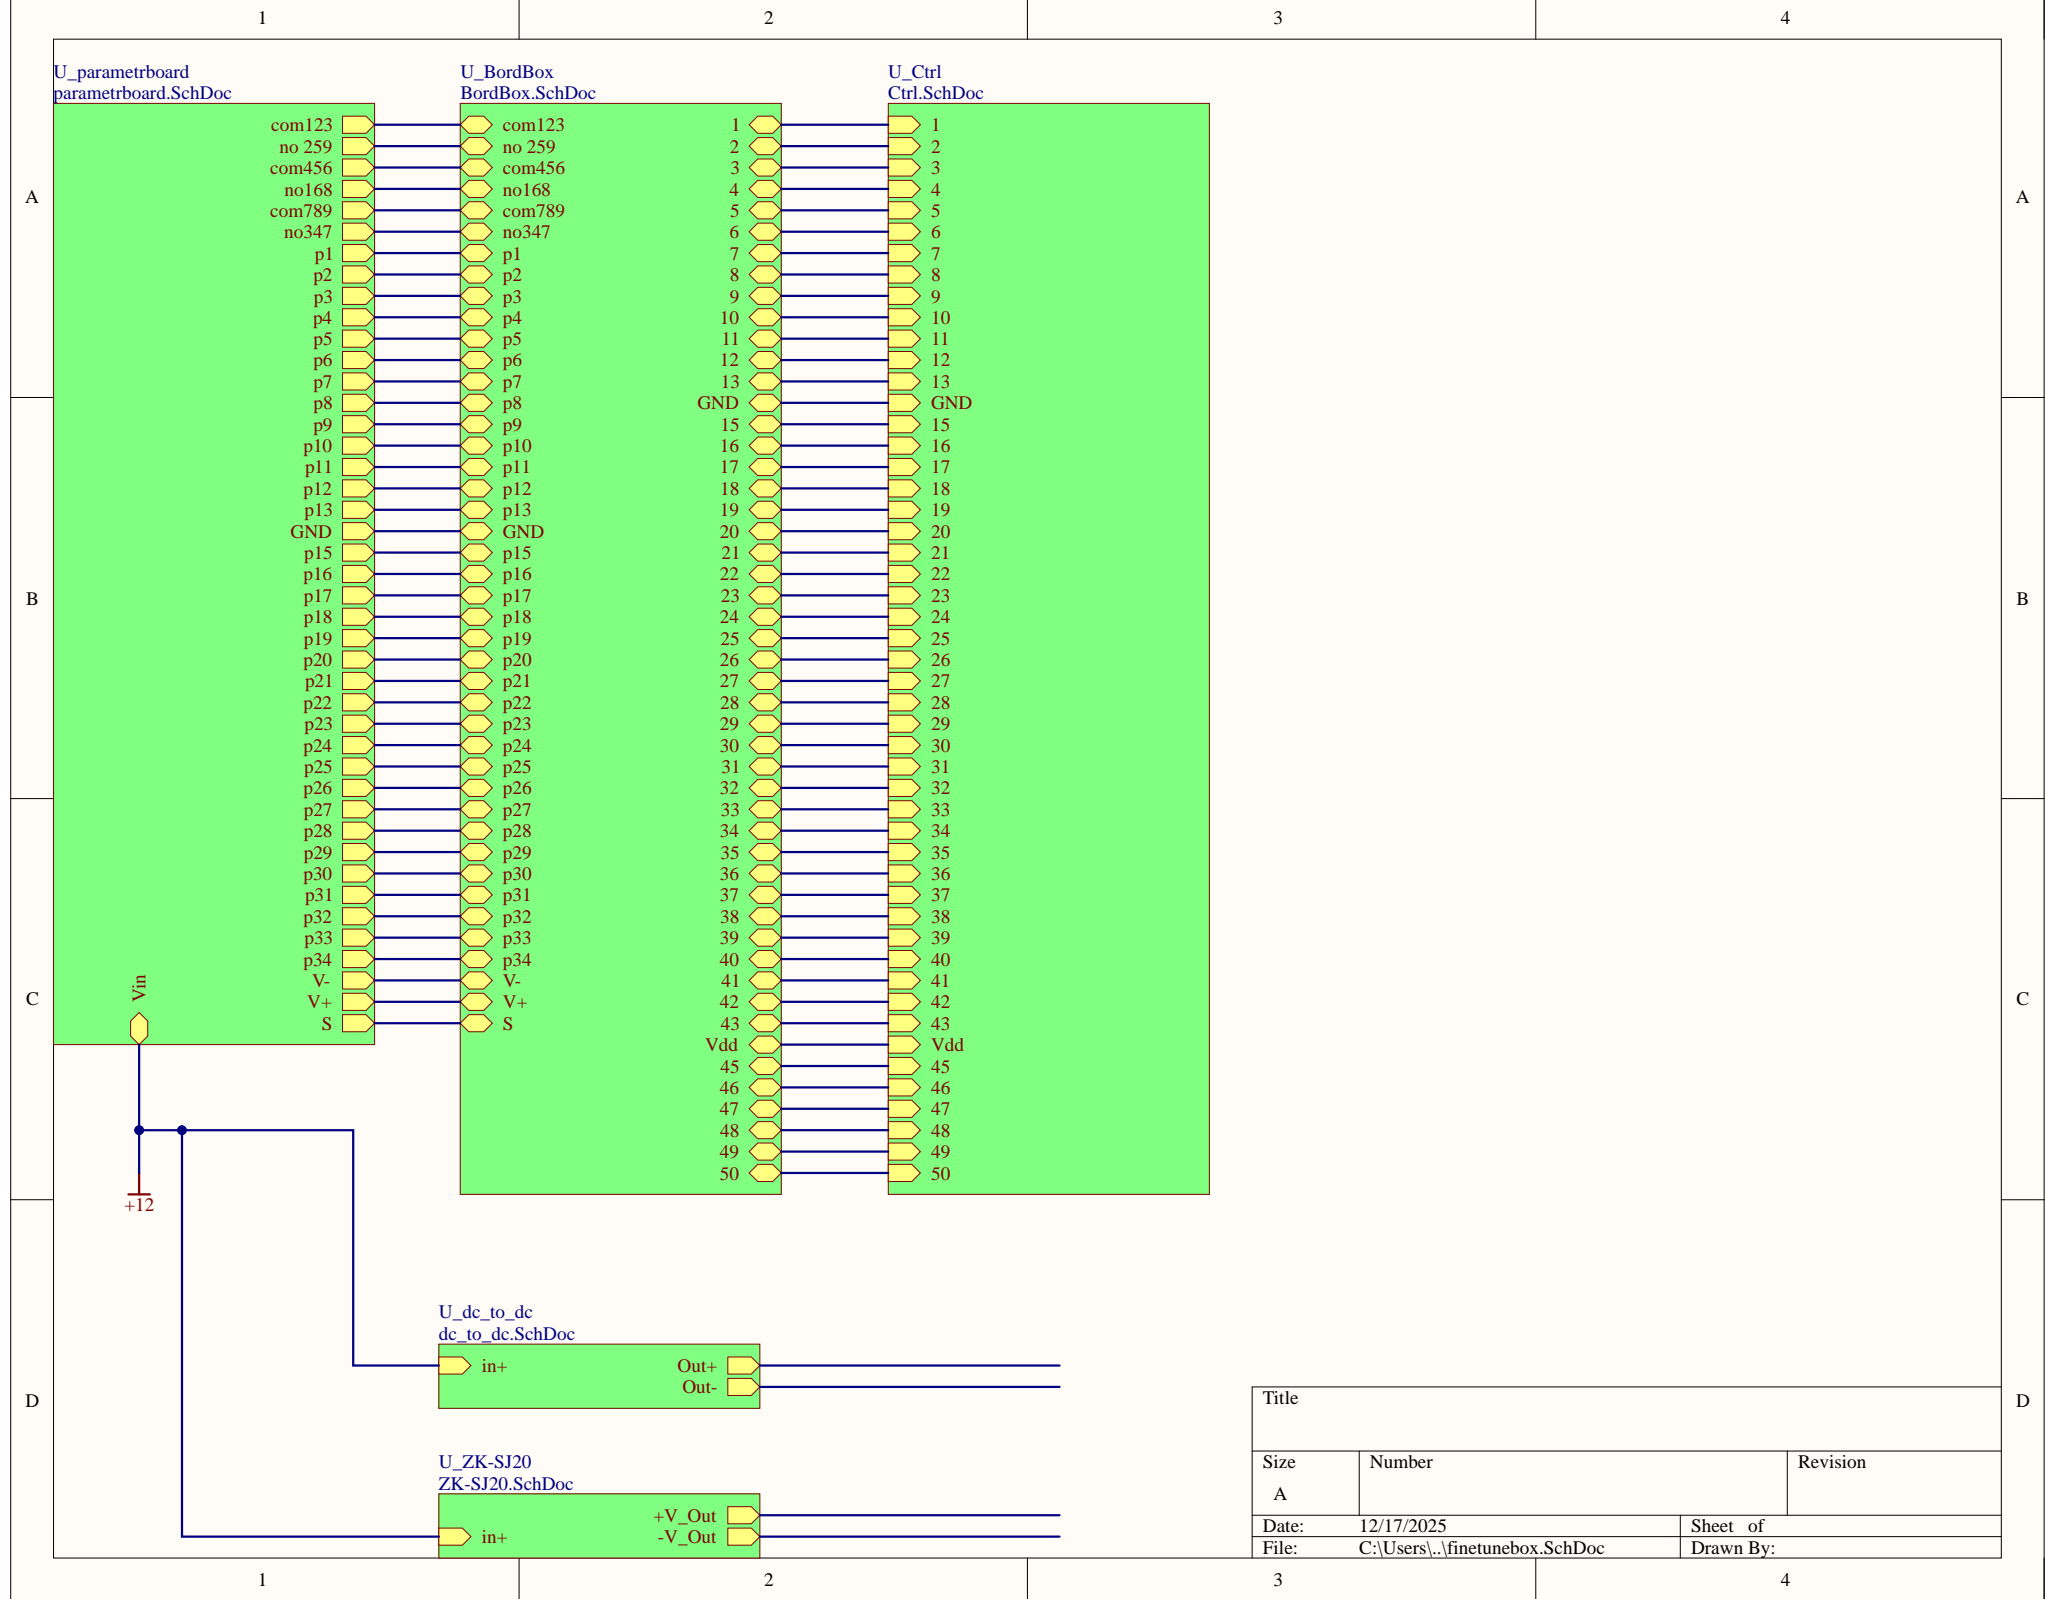 1 2 3 4
U_parametrboard
parametrboard.SchDoc
com123
no 259
com456
no168
com789
no347
p1
p2
p3
p4
p5
p6
p7
p8
p9
p10
p11
p12
p13
GND
p15
p16
p17
p18
p19
p20
p21
p22
p23
p24
p25
p26
p27
p28
p29
p30
p31
p32
p33
p34
V-
V+
S
Vin
+12
U_BordBox
BordBox.SchDoc
com123
no 259
com456
no168
com789
no347
p1
p2
p3
p4
p5
p6
p7
p8
p9
p10
p11
p12
p13
GND
p15
p16
p17
p18
p19
p20
p21
p22
p23
p24
p25
p26
p27
p28
p29
p30
p31
p32
p33
p34
V-
V+
S
1
2
3
4
5
6
7
8
9
10
11
12
13
GND
15
16
17
18
19
20
21
22
23
24
25
26
27
28
29
30
31
32
33
34
35
36
37
38
39
40
41
42
43
Vdd
45
46
47
48
49
50
U_Ctrl
Ctrl.SchDoc
1
2
3
4
5
6
7
8
9
10
11
12
13
GND
15
16
17
18
19
20
21
22
23
24
25
26
27
28
29
30
31
32
33
34
35
36
37
38
39
40
41
42
43
Vdd
45
46
47
48
49
50
A A
B B
C C
D D
U_dc_to_dc
dc_to_dc.SchDoc
in+ Out+
Out-
U_ZK-SJ20
ZK-SJ20.SchDoc
+V_Out
in+ -V_Out
Title
Size Number Revision
A
Date: 12/17/2025 Sheet of
File: C:\Users\..\finetunebox.SchDoc Drawn By:
1 2 3 4